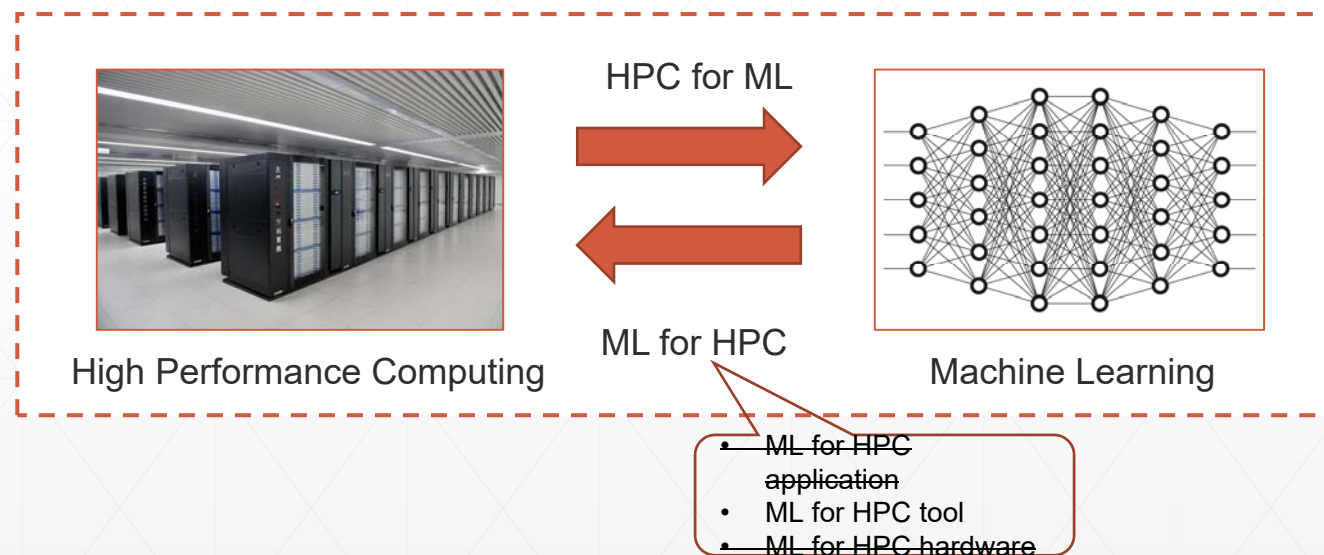 HPC for ML
ML for HPC
High Performance Computing
Machine Learning
• ML for HPC
application
• ML for HPC tool
• ML for HPC hardware